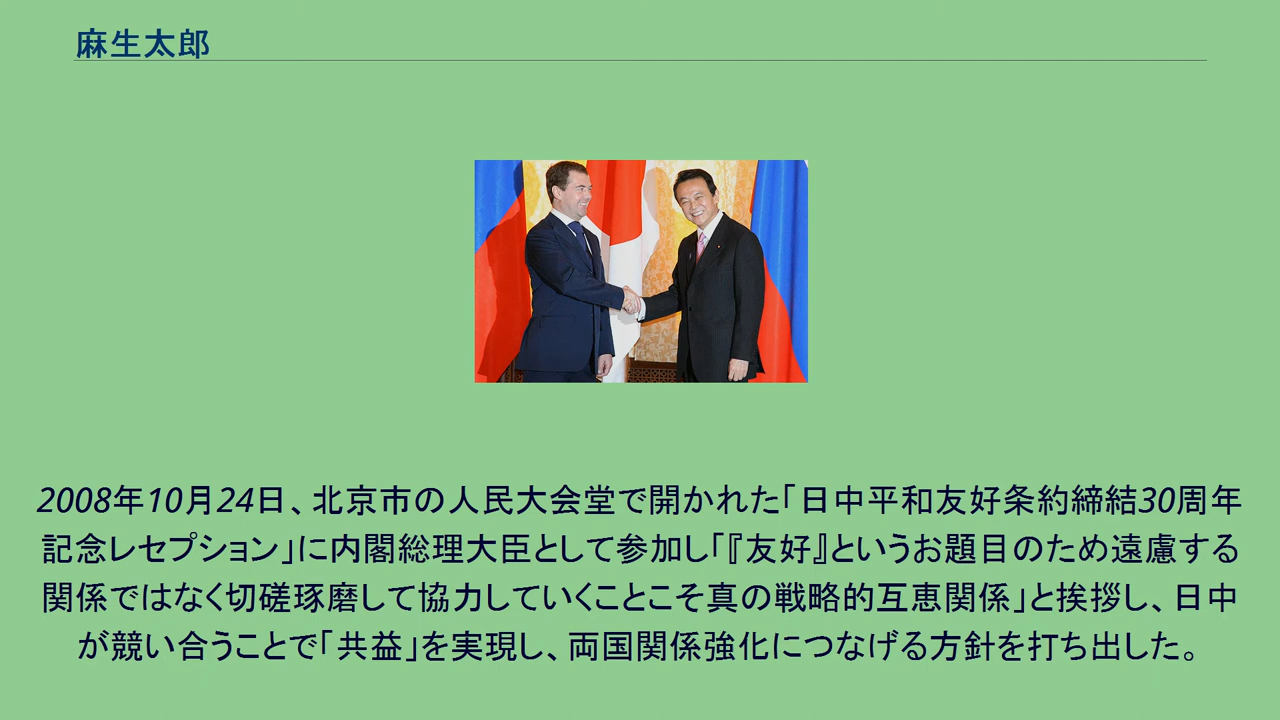 麻生太郎
2008年10月24日、北京市の人民大会堂で開かれた「日中平和友好条約締結30周年
記念レセプション」に内閣総理大臣として参加し「『友好』というお題目のため遠慮する
関係ではなく切磋琢磨して協力していくことこそ真の戦略的互恵関係」と挨拶し、日中
が競い合うことで「共益」を実現し、両国関係強化につなげる方針を打ち出した。